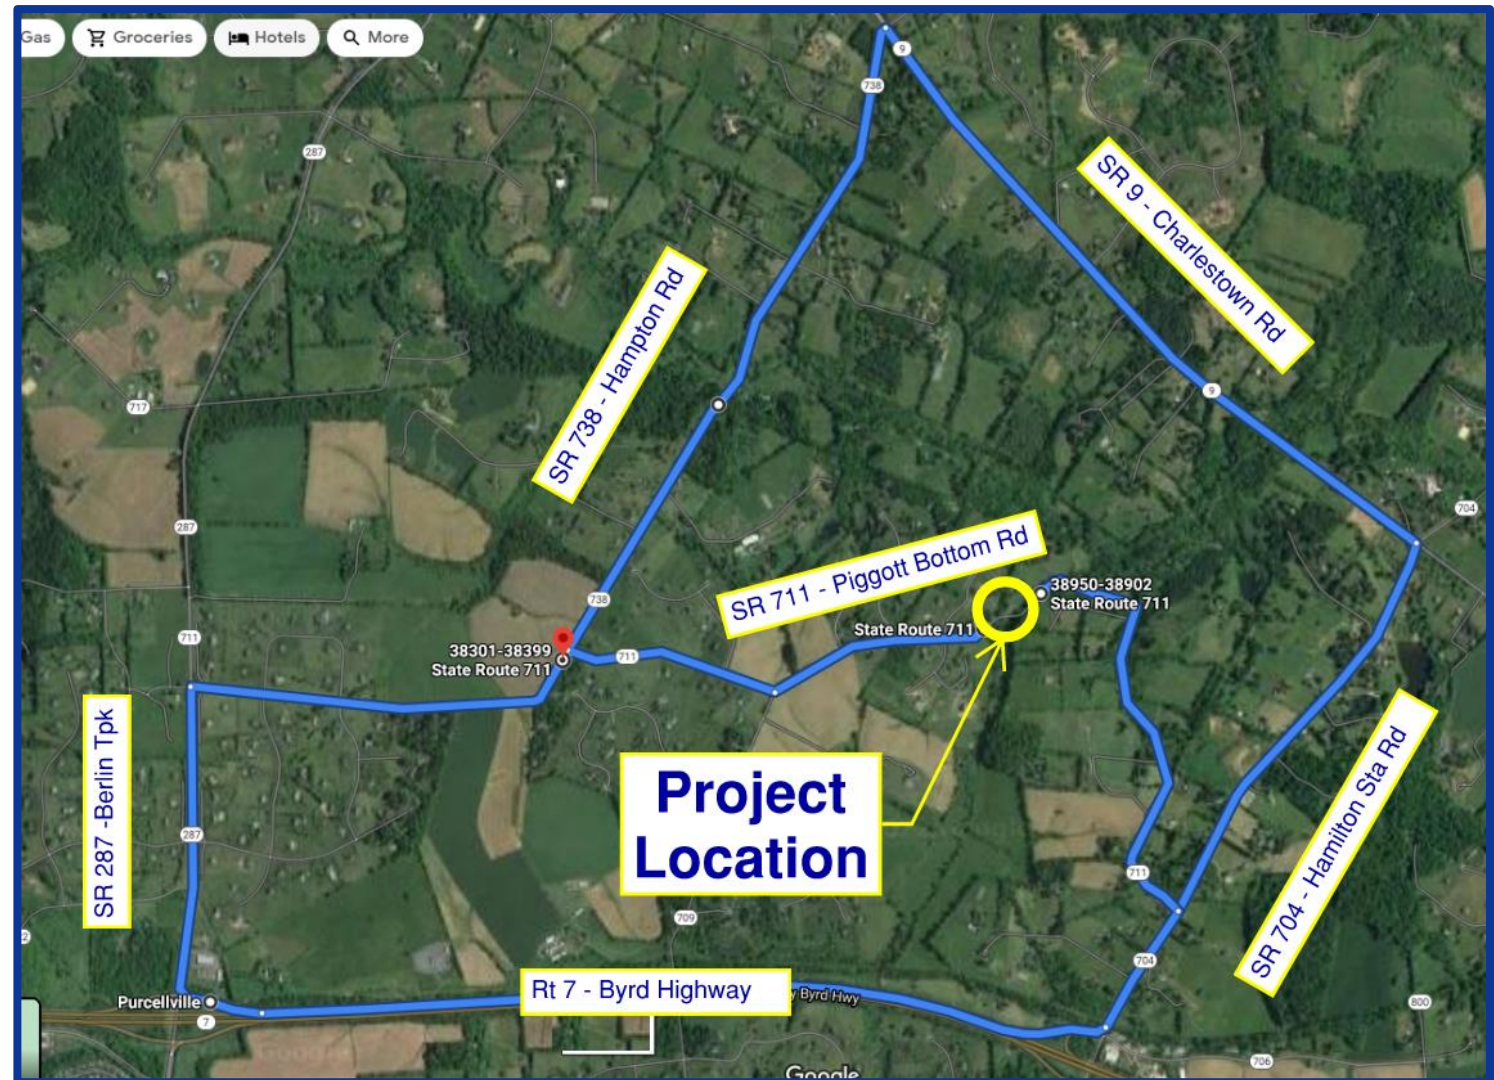 Gas
Groceries
Hotels
More
9
738
287
SR 9 - Charlestown Rd
SR 738 - Hampton Rd
717
9
704
287
SR 711 - Piggott Bottom Rd
38950-38902
State Route 711
738
State Route 711
711
38301-38399
State Route 711
711
SR 287 -Berlin Tpk
Project
Location
287
711
SR 704 - Hamilton Sta Rd
709
2
704
Rt 7 - Byrd Highway
y Byrd Hwy
Purcellville
7
800
706
Google
Google